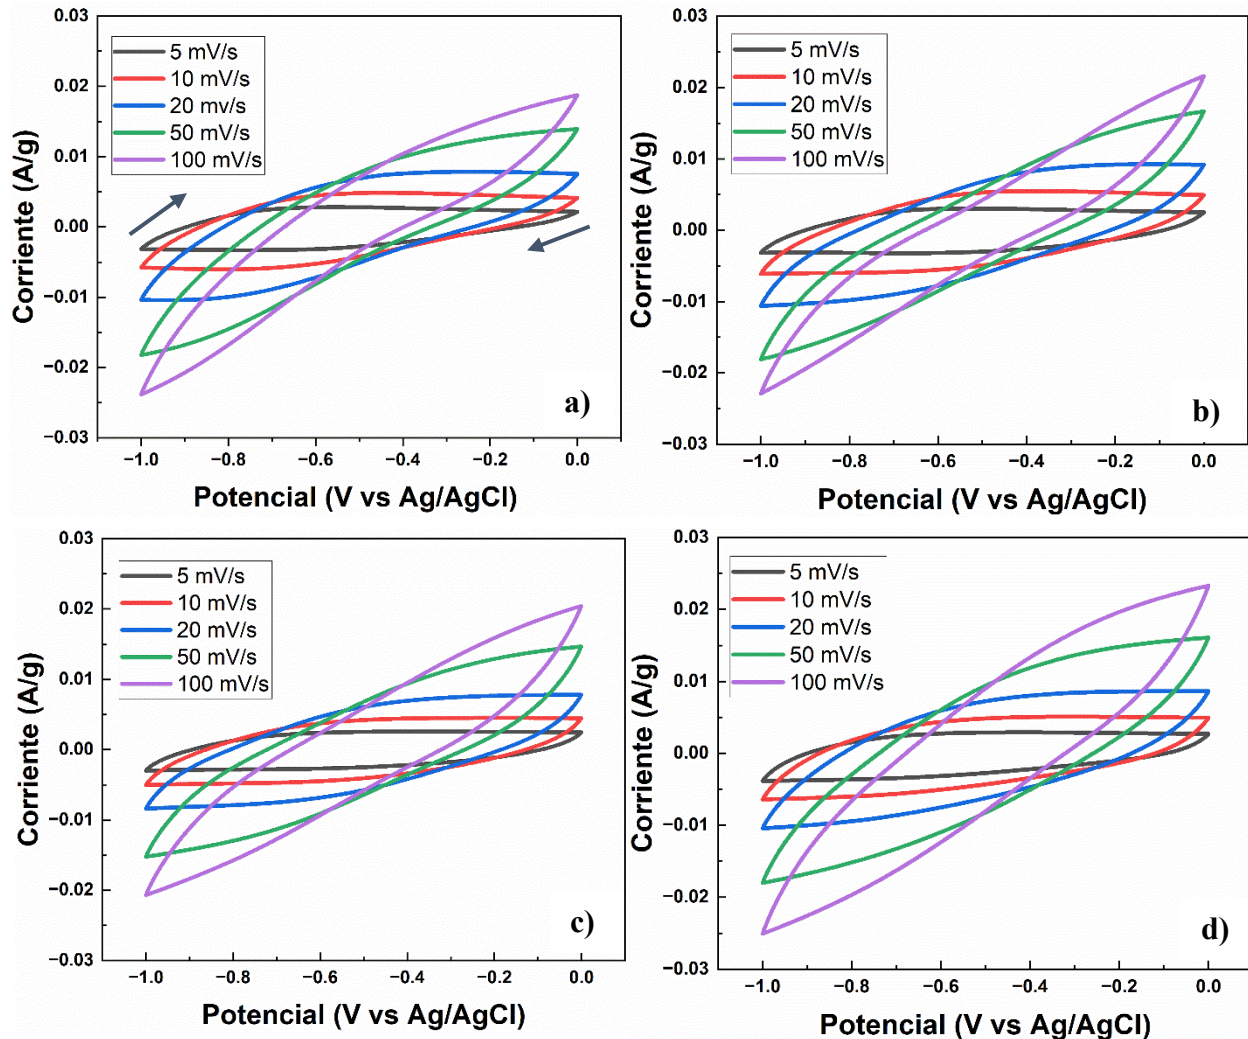 0.03
0.02
0.01
0.00
−0.01
−0.02
−0.03
Corriente (A/g)
5 mV/s
10 mV/s
20 mv/s
50 mV/s
100 mV/s
a)
−1.0 −0.8 −0.6 −0.4 −0.2 0.0
Potencial (V vs Ag/AgCl)
0.03
0.02
0.01
0.00
−0.01
−0.02
−0.03
Corriente (A/g)
5 mV/s
10 mV/s
20 mV/s
50 mV/s
100 mV/s
b)
−1.0 −0.8 −0.6 −0.4 −0.2 0.0
Potencial (V vs Ag/AgCl)
0.03
0.02
0.01
0.00
−0.01
−0.02
−0.03
Corriente (A/g)
5 mV/s
10 mV/s
20 mV/s
50 mV/s
100 mV/s
c)
−1.0 −0.8 −0.6 −0.4 −0.2 0.0
Potencial (V vs Ag/AgCl)
0.03
0.02
0.01
0.00
−0.01
−0.02
−0.03
Corriente (A/g)
5 mV/s
10 mV/s
20 mV/s
50 mV/s
100 mV/s
d)
−1.0 −0.8 −0.6 −0.4 −0.2 0.0
Potencial (V vs Ag/AgCl)